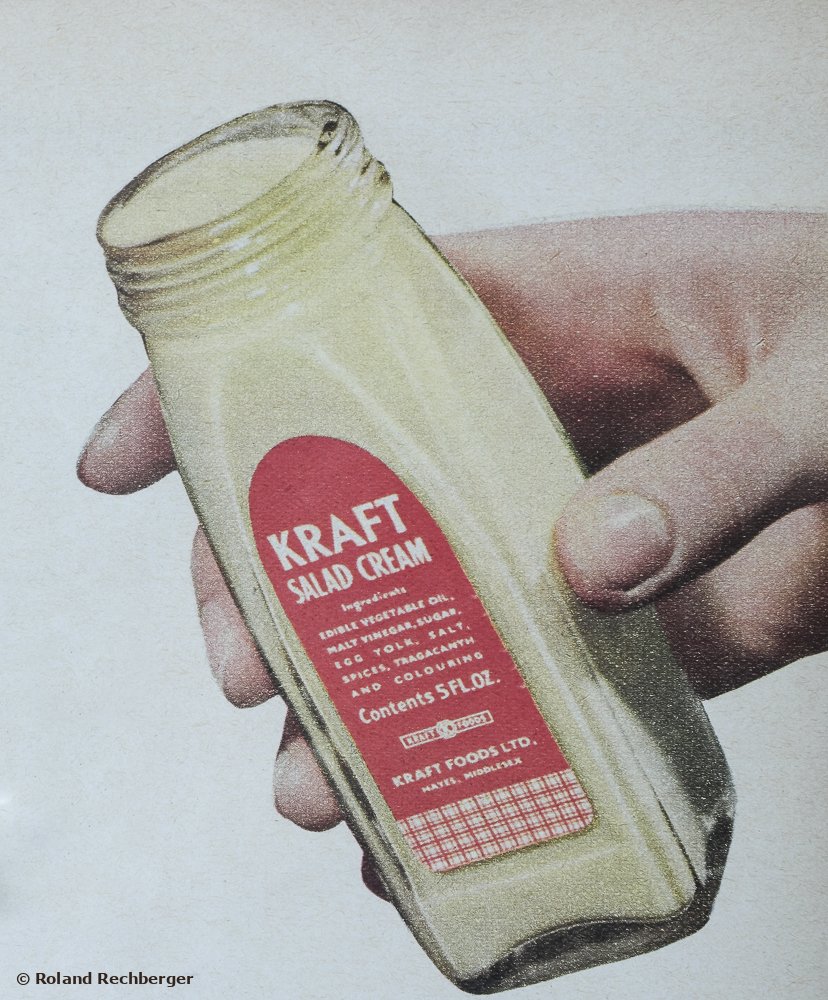 KRAFT
SALAD CREAM
Ingredients
EDIBLE VEGETABLE OIL,
MALT VINEGAR, SUGAR,
EGG YOLK, SALT,
SPICES, TRAGACANTH
AND COLOURING
Contents 5 FL.OZ.
KRAFT FOODS
KRAFT FOODS LTD.
HAYES, MIDDLESEX
© Roland Rechberger